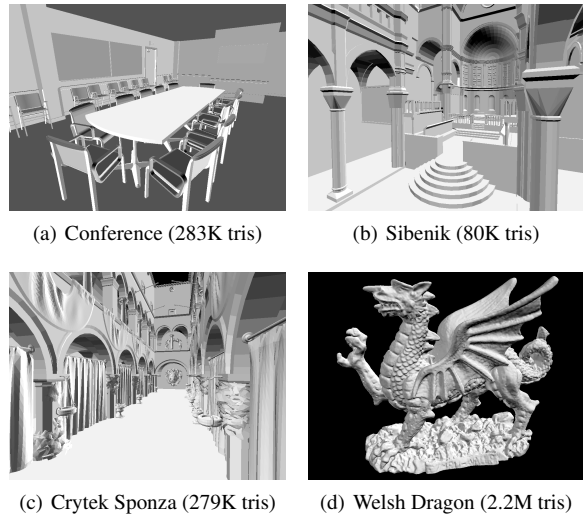 (a) Conference (283K tris)
(b) Sibenik (80K tris)
(c) Crytek Sponza (279K tris)
(d) Welsh Dragon (2.2M tris)